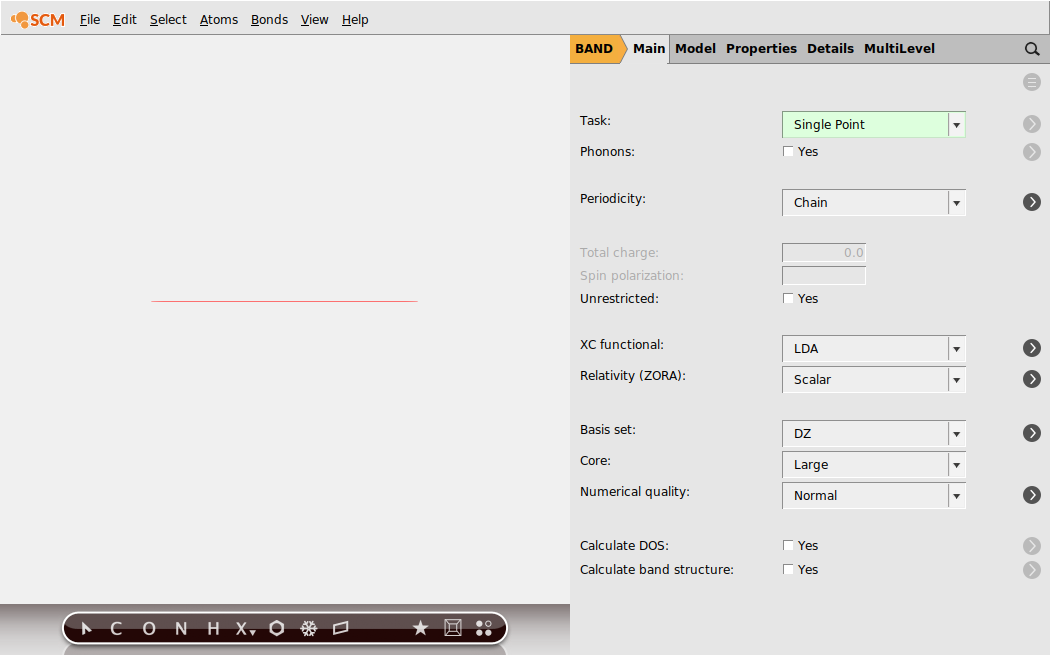 SCM File Edit Select Atoms Bonds View Help
BAND Main Model Properties Details MultiLevel
Task: Single Point
Phonons: Yes
Periodicity: Chain
Total charge: 0.0
Spin polarization:
Unrestricted: Yes
XC functional: LDA
Relativity (ZORA): Scalar
Basis set: DZ
Core: Large
Numerical quality: Normal
Calculate DOS: Yes
Calculate band structure: Yes
C O N H X